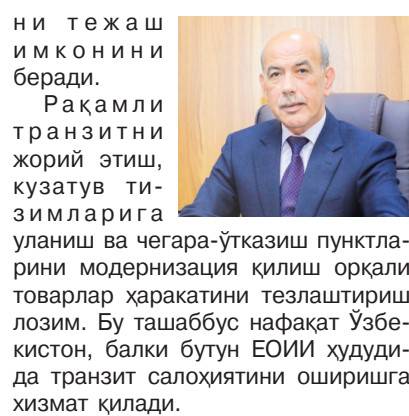 ни тежаш
имконини
беради.
Рақамли
транзитни
жорий этиш,
кузатув ти-
зимларига
уланиш ва чегара-ўтказиш пунктла-
рини модернизация қилиш орқали
товарлар ҳаракатини тезлаштириш
лозим. Бу ташаббус нафақат Ўзбе-
кистон, балки бутун ЕОИИ ҳудуди-
да транзит салоҳиятини оширишга
хизмат қилади.